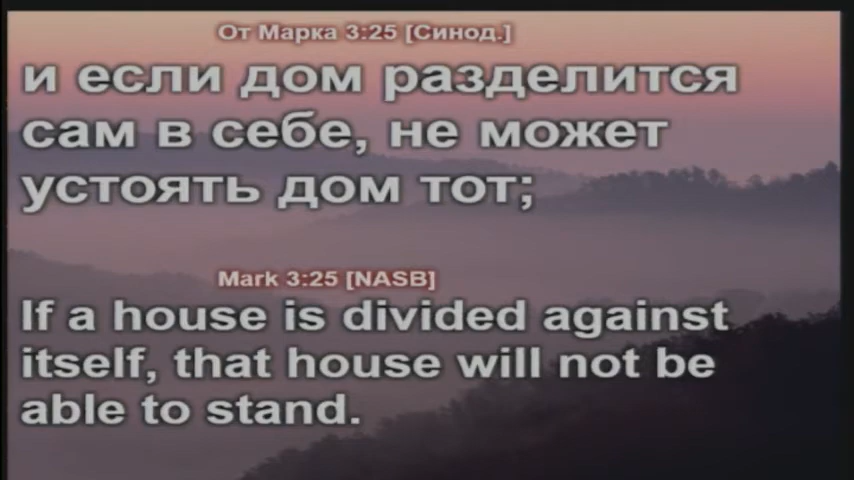 От Марка 3:25 [Синод.]
и если дом разделится
сам в себе, не может
устоять дом тот;
Mark 3:25 [NASB]
If a house is divided against
itself, that house will not be
able to stand.